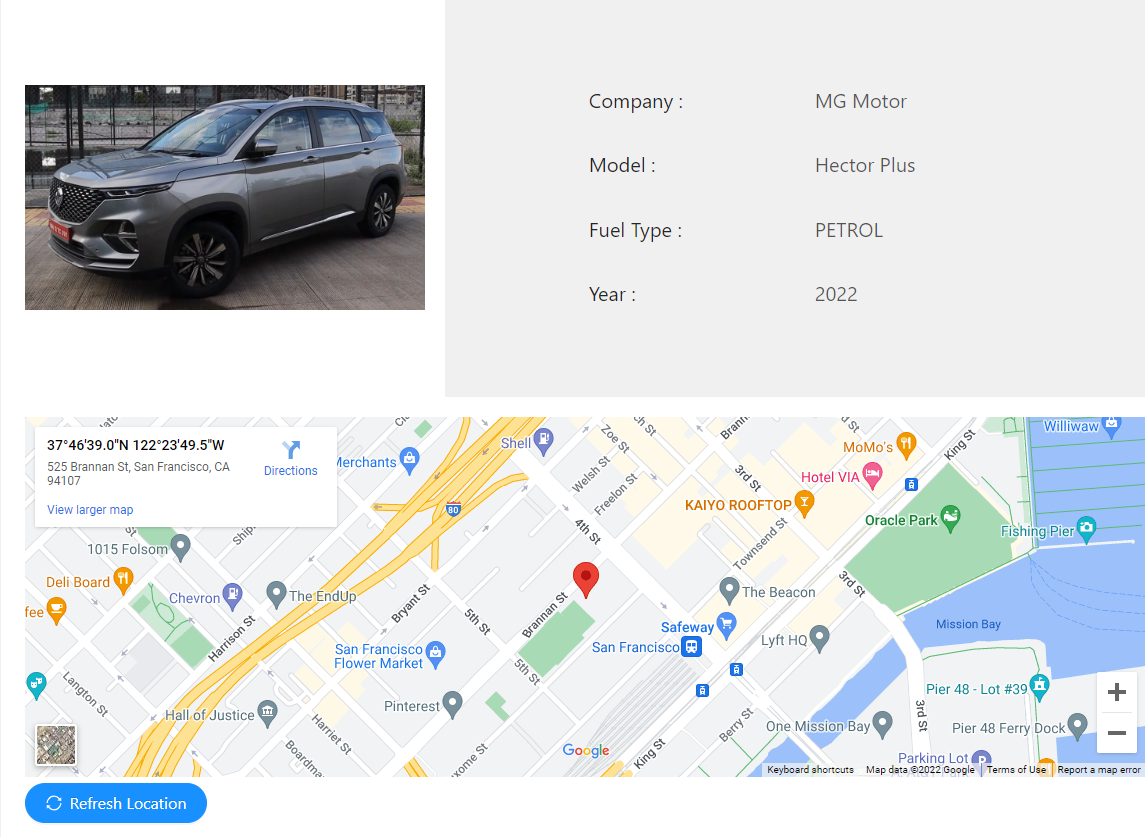 Company :
MG Motor
Model :
Hector Plus
Fuel Type :
PETROL
Year :
2022
37°46'39.0"N 122°23'49.5"W
525 Brannan St, San Francisco, CA
94107
Directions
View larger map
Merchants
Shell
Zoe St
Welsh St
Freelon St
4th St
3rd St
MoMo's
Hotel VIA
King St
Williwaw
KAIYO ROOFTOP
Townsend St
Oracle Park
Fishing Pier
80
1015 Folsom
Deli Board
Chevron
The EndUp
Bryant St
Brannan St
5th St
The Beacon
3rd St
Mission Bay
Harrison St
San Francisco
Flower Market
5th St
Safeway
San Francisco
Lyft HQ
Langton St
Hall of Justice
Harriet St
Pinterest
Berry St
One Mission Bay
3rd St
Pier 48 - Lot #39
Pier 48 Ferry Dock
Google
King St
Parking Lot
P
Keyboard shortcuts
Map data ©2022 Google
Terms of Use
Report a map error
Refresh Location